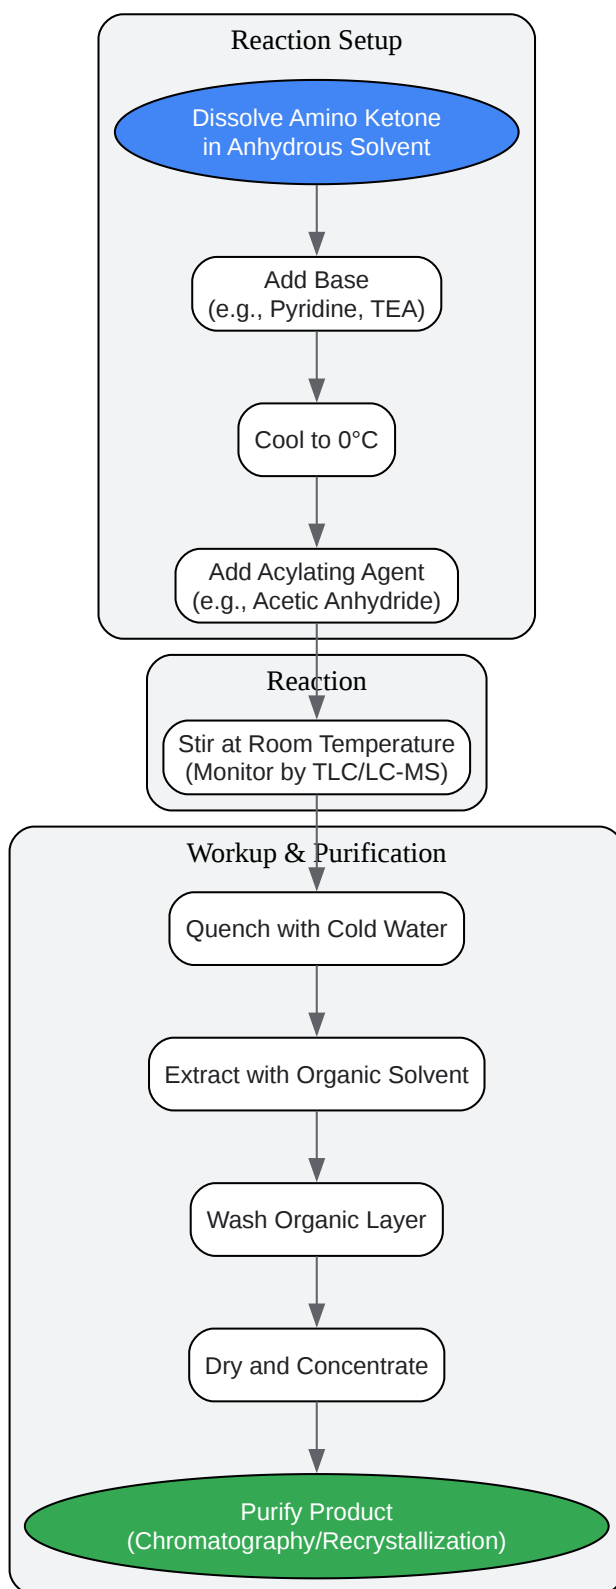 Reaction Setup
Dissolve Amino Ketone
in Anhydrous Solvent
Add Base
(e.g., Pyridine, TEA)
Cool to 0°C
Add Acylating Agent
(e.g., Acetic Anhydride)
Reaction
Stir at Room Temperature
(Monitor by TLC/LC-MS)
Workup & Purification
Quench with Cold Water
Extract with Organic Solvent
Wash Organic Layer
Dry and Concentrate
Purify Product
(Chromatography/Recrystallization)